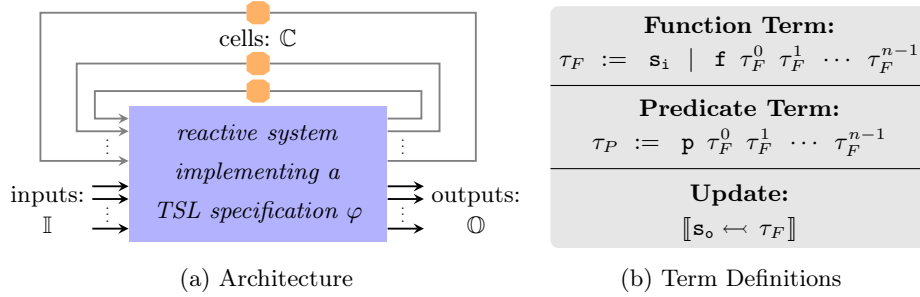 cells: ℂ
reactive system
implementing a
TSL specification φ
inputs:
𝕀
outputs:
𝕆
(a) Architecture
Function Term:
τ_F := s_i | f τ_F^0 τ_F^1 ⋯ τ_F^{n−1}
Predicate Term:
τ_P := p τ_F^0 τ_F^1 ⋯ τ_F^{n−1}
Update:
⟦s_o ↢ τ_F⟧
(b) Term Definitions